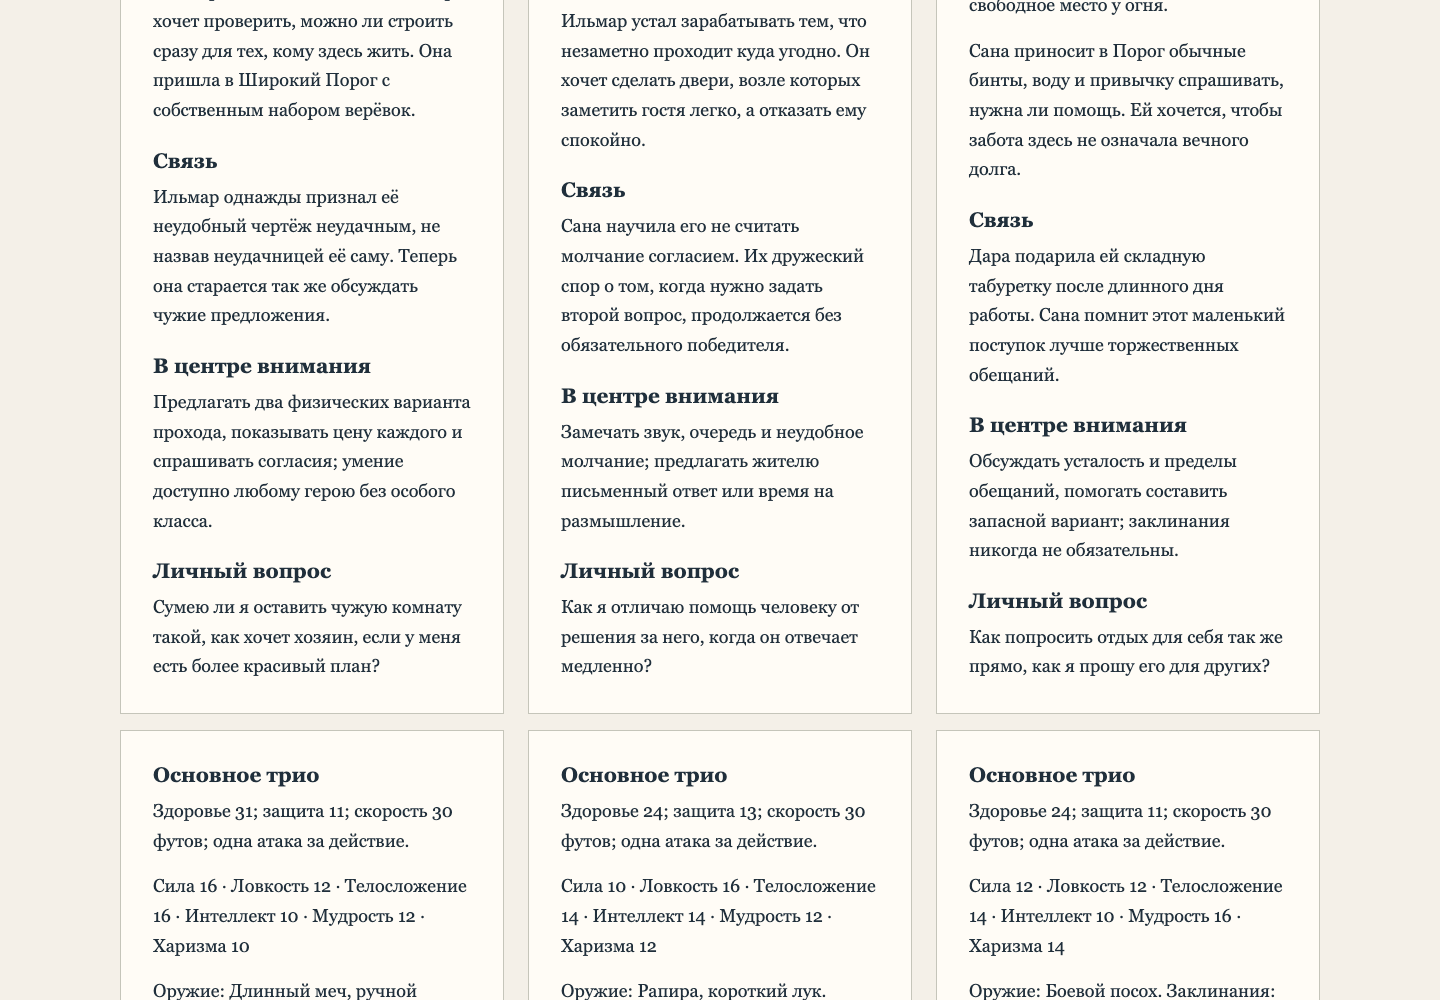 хочет проверить, можно ли строить
сразу для тех, кому здесь жить. Она
пришла в Широкий Порог с
собственным набором верёвок.
Связь
Ильмар однажды признал её
неудобный чертёж неудачным, не
назвав неудачницей её саму. Теперь
она старается так же обсуждать
чужие предложения.
В центре внимания
Предлагать два физических варианта
прохода, показывать цену каждого и
спрашивать согласия; умение
доступно любому герою без особого
класса.
Личный вопрос
Сумею ли я оставить чужую комнату
такой, как хочет хозяин, если у меня
есть более красивый план?
Ильмар устал зарабатывать тем, что
незаметно проходит куда угодно. Он
хочет сделать двери, возле которых
заметить гостя легко, а отказать ему
спокойно.
Связь
Сана научила его не считать
молчание согласием. Их дружеский
спор о том, когда нужно задать
второй вопрос, продолжается без
обязательного победителя.
В центре внимания
Замечать звук, очередь и неудобное
молчание; предлагать жителю
письменный ответ или время на
размышление.
Личный вопрос
Как я отличаю помощь человеку от
решения за него, когда он отвечает
медленно?
свободное место у огня.
Сана приносит в Порог обычные
бинты, воду и привычку спрашивать,
нужна ли помощь. Ей хочется, чтобы
забота здесь не означала вечного
долга.
Связь
Дара подарила ей складную
табуретку после длинного дня
работы. Сана помнит этот маленький
поступок лучше торжественных
обещаний.
В центре внимания
Обсуждать усталость и пределы
обещаний, помогать составить
запасной вариант; заклинания
никогда не обязательны.
Личный вопрос
Как попросить отдых для себя так же
прямо, как я прошу его для других?
Основное трио
Здоровье 31; защита 11; скорость 30
футов; одна атака за действие.
Сила 16 · Ловкость 12 · Телосложение
16 · Интеллект 10 · Мудрость 12 ·
Харизма 10
Оружие: Длинный меч, ручной
Основное трио
Здоровье 24; защита 13; скорость 30
футов; одна атака за действие.
Сила 10 · Ловкость 16 · Телосложение
14 · Интеллект 14 · Мудрость 12 ·
Харизма 12
Оружие: Рапира, короткий лук.
Основное трио
Здоровье 24; защита 11; скорость 30
футов; одна атака за действие.
Сила 12 · Ловкость 12 · Телосложение
14 · Интеллект 10 · Мудрость 16 ·
Харизма 14
Оружие: Боевой посох. Заклинания: